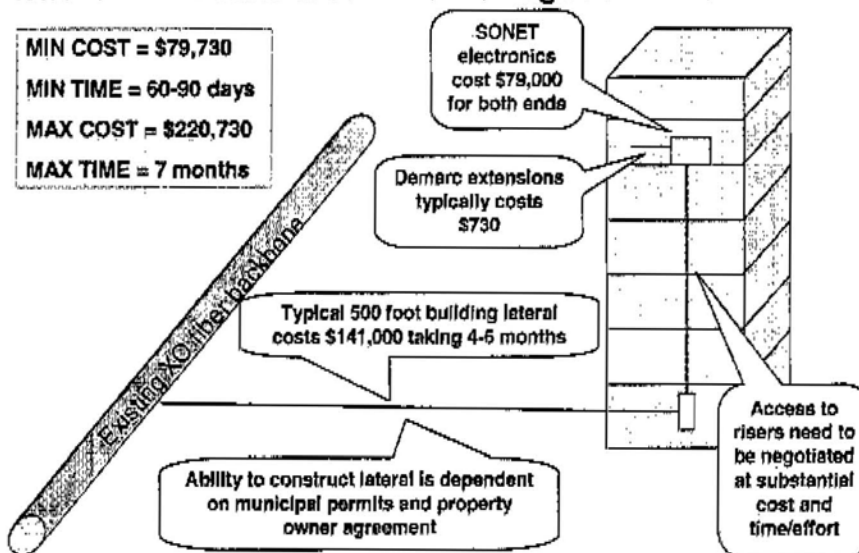 MIN COST = $79,730
MIN TIME = 60-90 days
MAX COST = $220,730
MAX TIME = 7 months
SONET
electronics
cost $79,000
for both ends
Demarc extensions
typically costs
$730
Existing XO fiber backbone
Typical 500 foot building lateral
costs $141,000 taking 4-6 months
Ability to construct lateral is dependent
on municipal permits and property
owner agreement
Access to
risers need to
be negotiated
at substantial
cost and
time/effort